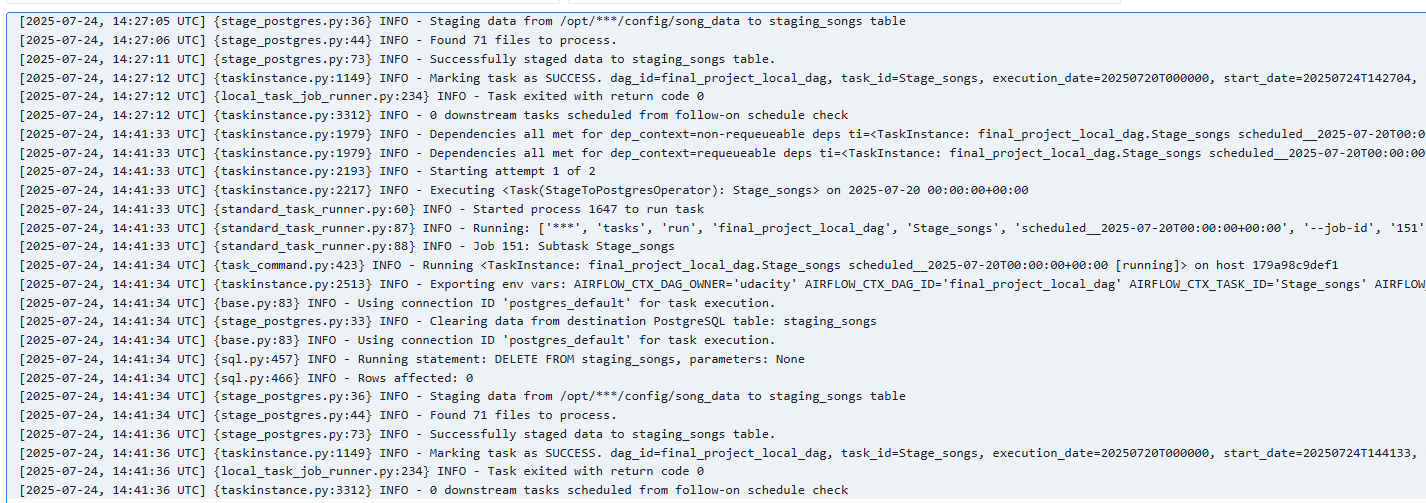 [2025-07-24, 14:27:05 UTC] {stage_postgres.py:36} INFO - Staging data from /opt/***/config/song_data to staging_songs table
[2025-07-24, 14:27:06 UTC] {stage_postgres.py:44} INFO - Found 71 files to process.
[2025-07-24, 14:27:11 UTC] {stage_postgres.py:73} INFO - Successfully staged data to staging_songs table.
[2025-07-24, 14:27:12 UTC] {taskinstance.py:1149} INFO - Marking task as SUCCESS. dag_id=final_project_local_dag, task_id=Stage_songs, execution_date=20250720T000000, start_date=20250724T142704,
[2025-07-24, 14:27:12 UTC] {local_task_job_runner.py:234} INFO - Task exited with return code 0
[2025-07-24, 14:27:12 UTC] {taskinstance.py:3312} INFO - 0 downstream tasks scheduled from follow-on schedule check
[2025-07-24, 14:41:33 UTC] {taskinstance.py:1979} INFO - Dependencies all met for dep_context=non-requeueable deps ti=<TaskInstance: final_project_local_dag.Stage_songs scheduled__2025-07-20T00:0
[2025-07-24, 14:41:33 UTC] {taskinstance.py:1979} INFO - Dependencies all met for dep_context=requeueable deps ti=<TaskInstance: final_project_local_dag.Stage_songs scheduled__2025-07-20T00:00:00
[2025-07-24, 14:41:33 UTC] {taskinstance.py:2193} INFO - Starting attempt 1 of 2
[2025-07-24, 14:41:33 UTC] {taskinstance.py:2217} INFO - Executing <Task(StageToPostgresOperator): Stage_songs> on 2025-07-20 00:00:00+00:00
[2025-07-24, 14:41:33 UTC] {standard_task_runner.py:60} INFO - Started process 1647 to run task
[2025-07-24, 14:41:33 UTC] {standard_task_runner.py:87} INFO - Running: ['***', 'tasks', 'run', 'final_project_local_dag', 'Stage_songs', 'scheduled__2025-07-20T00:00:00+00:00', '--job-id', '151'
[2025-07-24, 14:41:33 UTC] {standard_task_runner.py:88} INFO - Job 151: Subtask Stage_songs
[2025-07-24, 14:41:34 UTC] {task_command.py:423} INFO - Running <TaskInstance: final_project_local_dag.Stage_songs scheduled__2025-07-20T00:00:00+00:00 [running]> on host 179a98c9def1
[2025-07-24, 14:41:34 UTC] {taskinstance.py:2513} INFO - Exporting env vars: AIRFLOW_CTX_DAG_OWNER='udacity' AIRFLOW_CTX_DAG_ID='final_project_local_dag' AIRFLOW_CTX_TASK_ID='Stage_songs' AIRFLOW_
[2025-07-24, 14:41:34 UTC] {base.py:83} INFO - Using connection ID 'postgres_default' for task execution.
[2025-07-24, 14:41:34 UTC] {stage_postgres.py:33} INFO - Clearing data from destination PostgreSQL table: staging_songs
[2025-07-24, 14:41:34 UTC] {base.py:83} INFO - Using connection ID 'postgres_default' for task execution.
[2025-07-24, 14:41:34 UTC] {sql.py:457} INFO - Running statement: DELETE FROM staging_songs, parameters: None
[2025-07-24, 14:41:34 UTC] {sql.py:466} INFO - Rows affected: 0
[2025-07-24, 14:41:34 UTC] {stage_postgres.py:36} INFO - Staging data from /opt/***/config/song_data to staging_songs table
[2025-07-24, 14:41:34 UTC] {stage_postgres.py:44} INFO - Found 71 files to process.
[2025-07-24, 14:41:36 UTC] {stage_postgres.py:73} INFO - Successfully staged data to staging_songs table.
[2025-07-24, 14:41:36 UTC] {taskinstance.py:1149} INFO - Marking task as SUCCESS. dag_id=final_project_local_dag, task_id=Stage_songs, execution_date=20250720T000000, start_date=20250724T144133,
[2025-07-24, 14:41:36 UTC] {local_task_job_runner.py:234} INFO - Task exited with return code 0
[2025-07-24, 14:41:36 UTC] {taskinstance.py:3312} INFO - 0 downstream tasks scheduled from follow-on schedule check